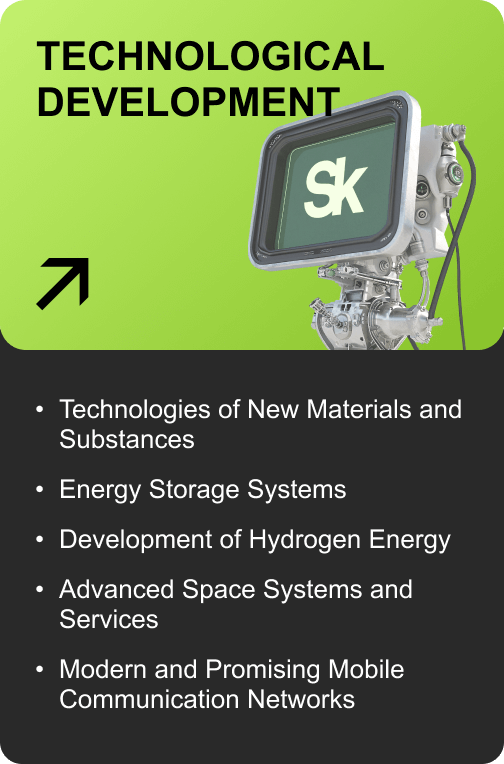 TECHNOLOGICAL
DEVELOPMENT
Sk
• Technologies of New Materials and
Substances
• Energy Storage Systems
• Development of Hydrogen Energy
• Advanced Space Systems and
Services
• Modern and Promising Mobile
Communication Networks